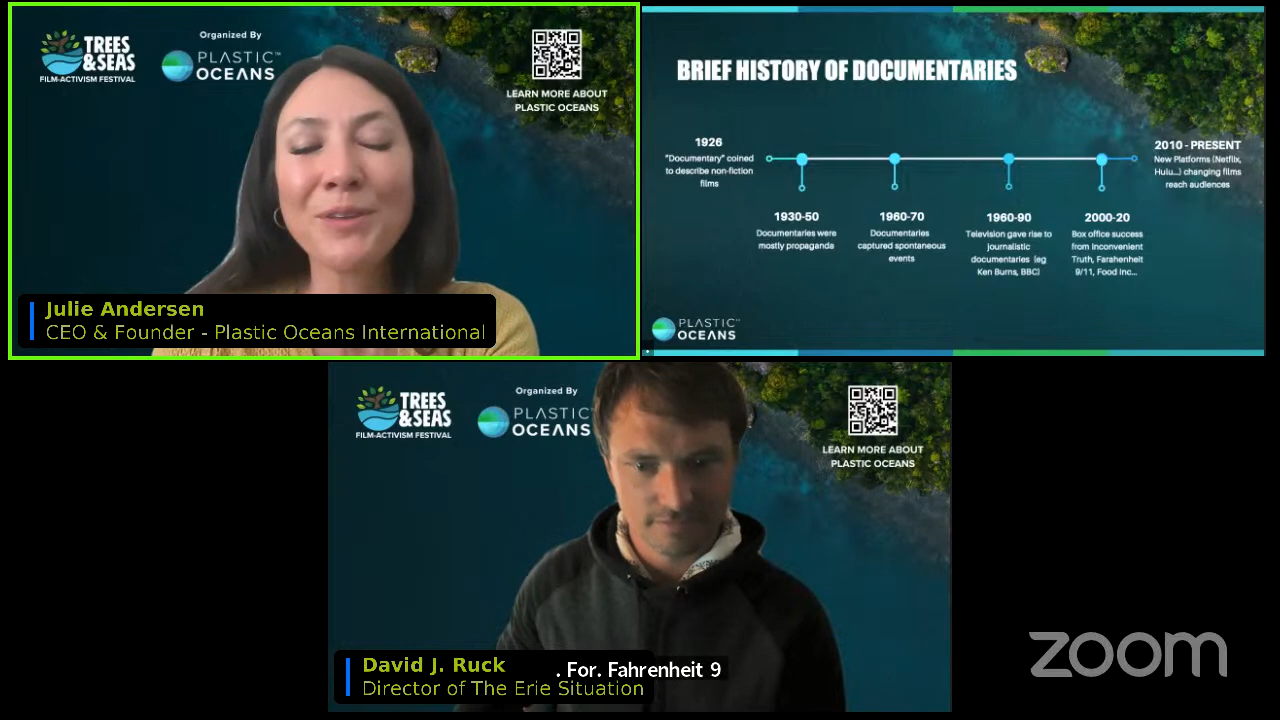 TREES
&SEAS
FILM-ACTIVISM FESTIVAL
Organized By
PLASTIC™
OCEANS
LEARN MORE ABOUT
PLASTIC OCEANS
Julie Andersen
CEO & Founder - Plastic Oceans International
BRIEF HISTORY OF DOCUMENTARIES
1926
"Documentary" coined
to describe non-fiction
films
1930-50
Documentaries were
mostly propaganda
1960-70
Documentaries
captured spontaneous
events
1960-90
Television gave rise to
journalistic
documentaries (eg
Ken Burns, BBC)
2000-20
Box office success
from Inconvenient
Truth, Farahenheit
9/11, Food Inc...
2010 - PRESENT
New Platforms (Netflix,
Hulu...) changing films
reach audiences
PLASTIC™
OCEANS
TREES
&SEAS
FILM-ACTIVISM FESTIVAL
Organized By
PLASTIC
OCEANS
LEARN MORE ABOUT
PLASTIC OCEANS
David J. Ruck
Director of The Erie Situation
. For. Fahrenheit 9
zoom